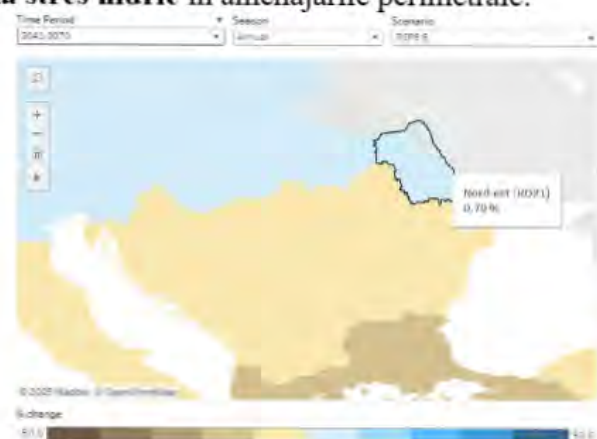 stres hidric în amenajările perimetrale.
Time Period Season Scenario
2041-2070 Annual
Nord-est (RO21)
0.70 %
© 2025 Mapbox © OpenStreetMap
% change